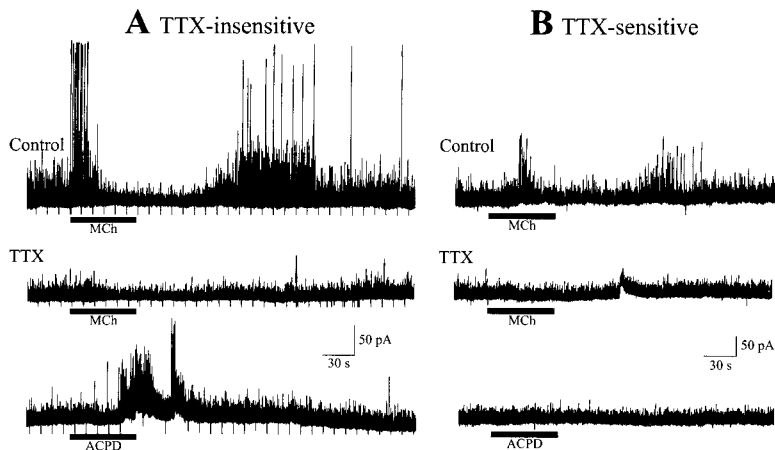 A TTX-insensitive
B TTX-sensitive
Control
Control
MCh
MCh
TTX
TTX
MCh
MCh
50 pA
30 s
50 pA
30 s
ACPD
ACPD